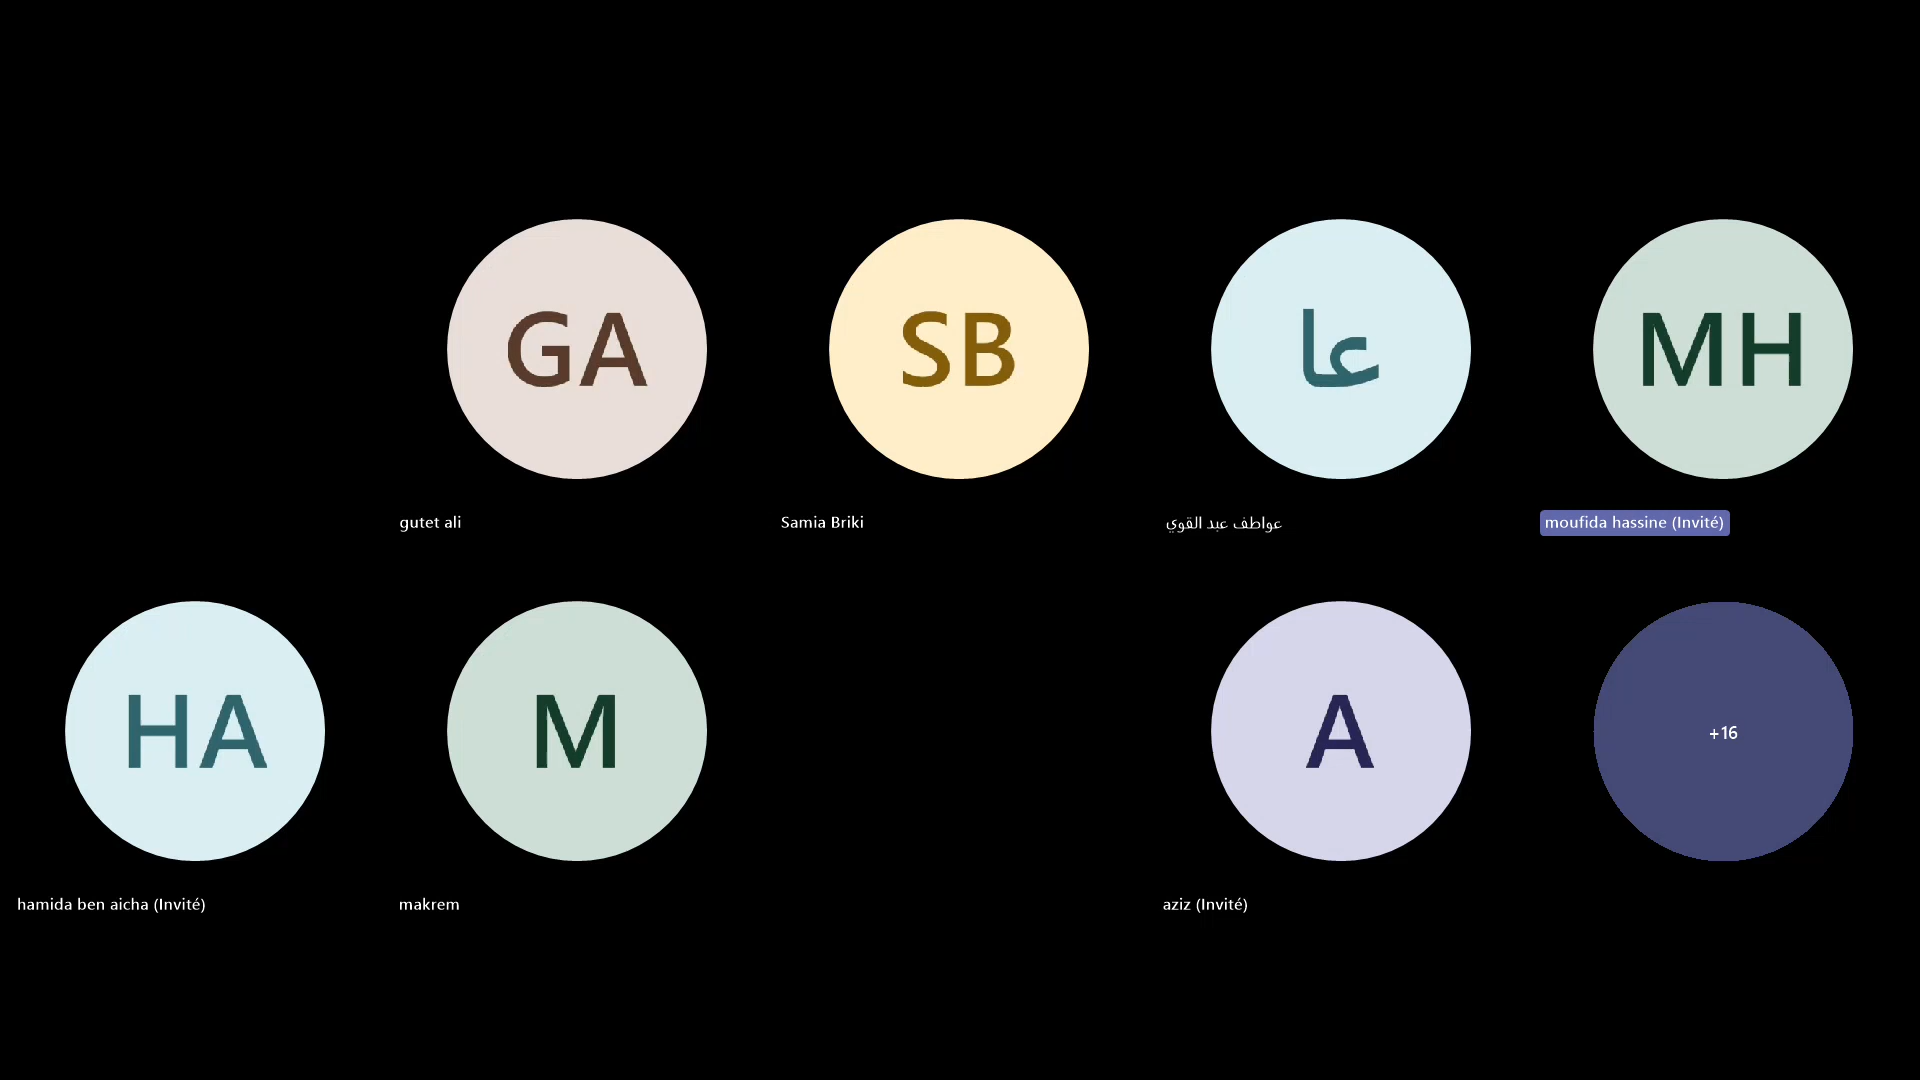 GA
SB
عا
MH
gutet ali
Samia Briki
عواطف عبد القوي
moufida hassine (Invité)
HA
M
A
+16
hamida ben aicha (Invité)
makrem
aziz (Invité)